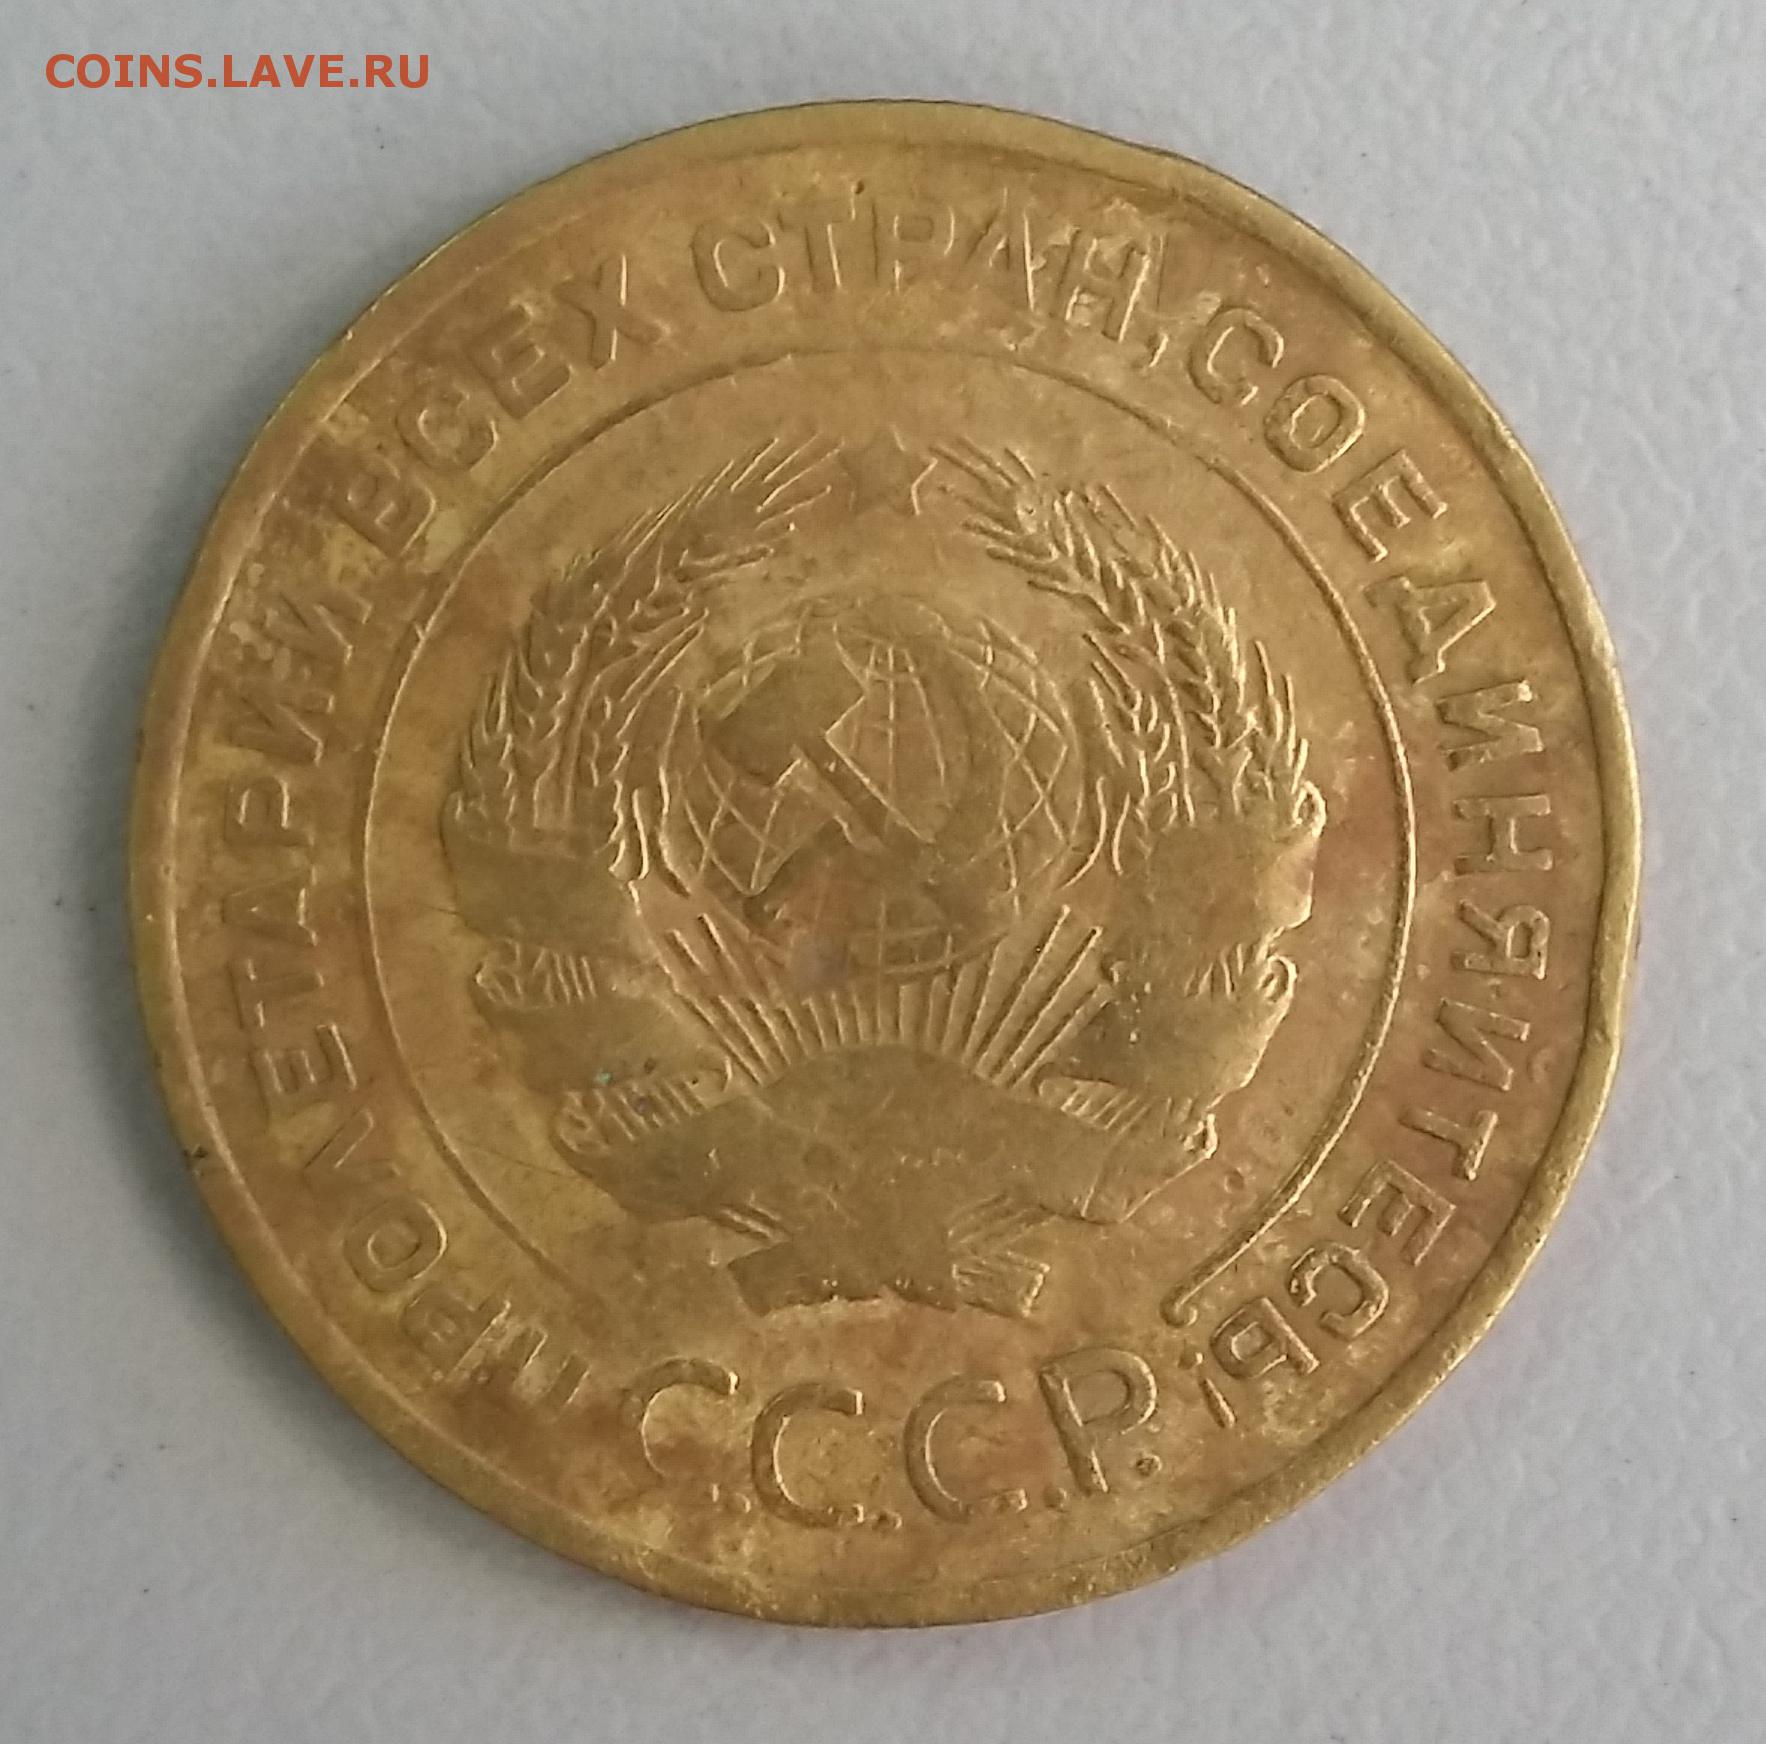 COINS.LAVE.RU
ПРОЛЕТАРИИ ВСЕХ СТРАН, СОЕДИНЯЙТЕСЬ!
С.С.С.Р.